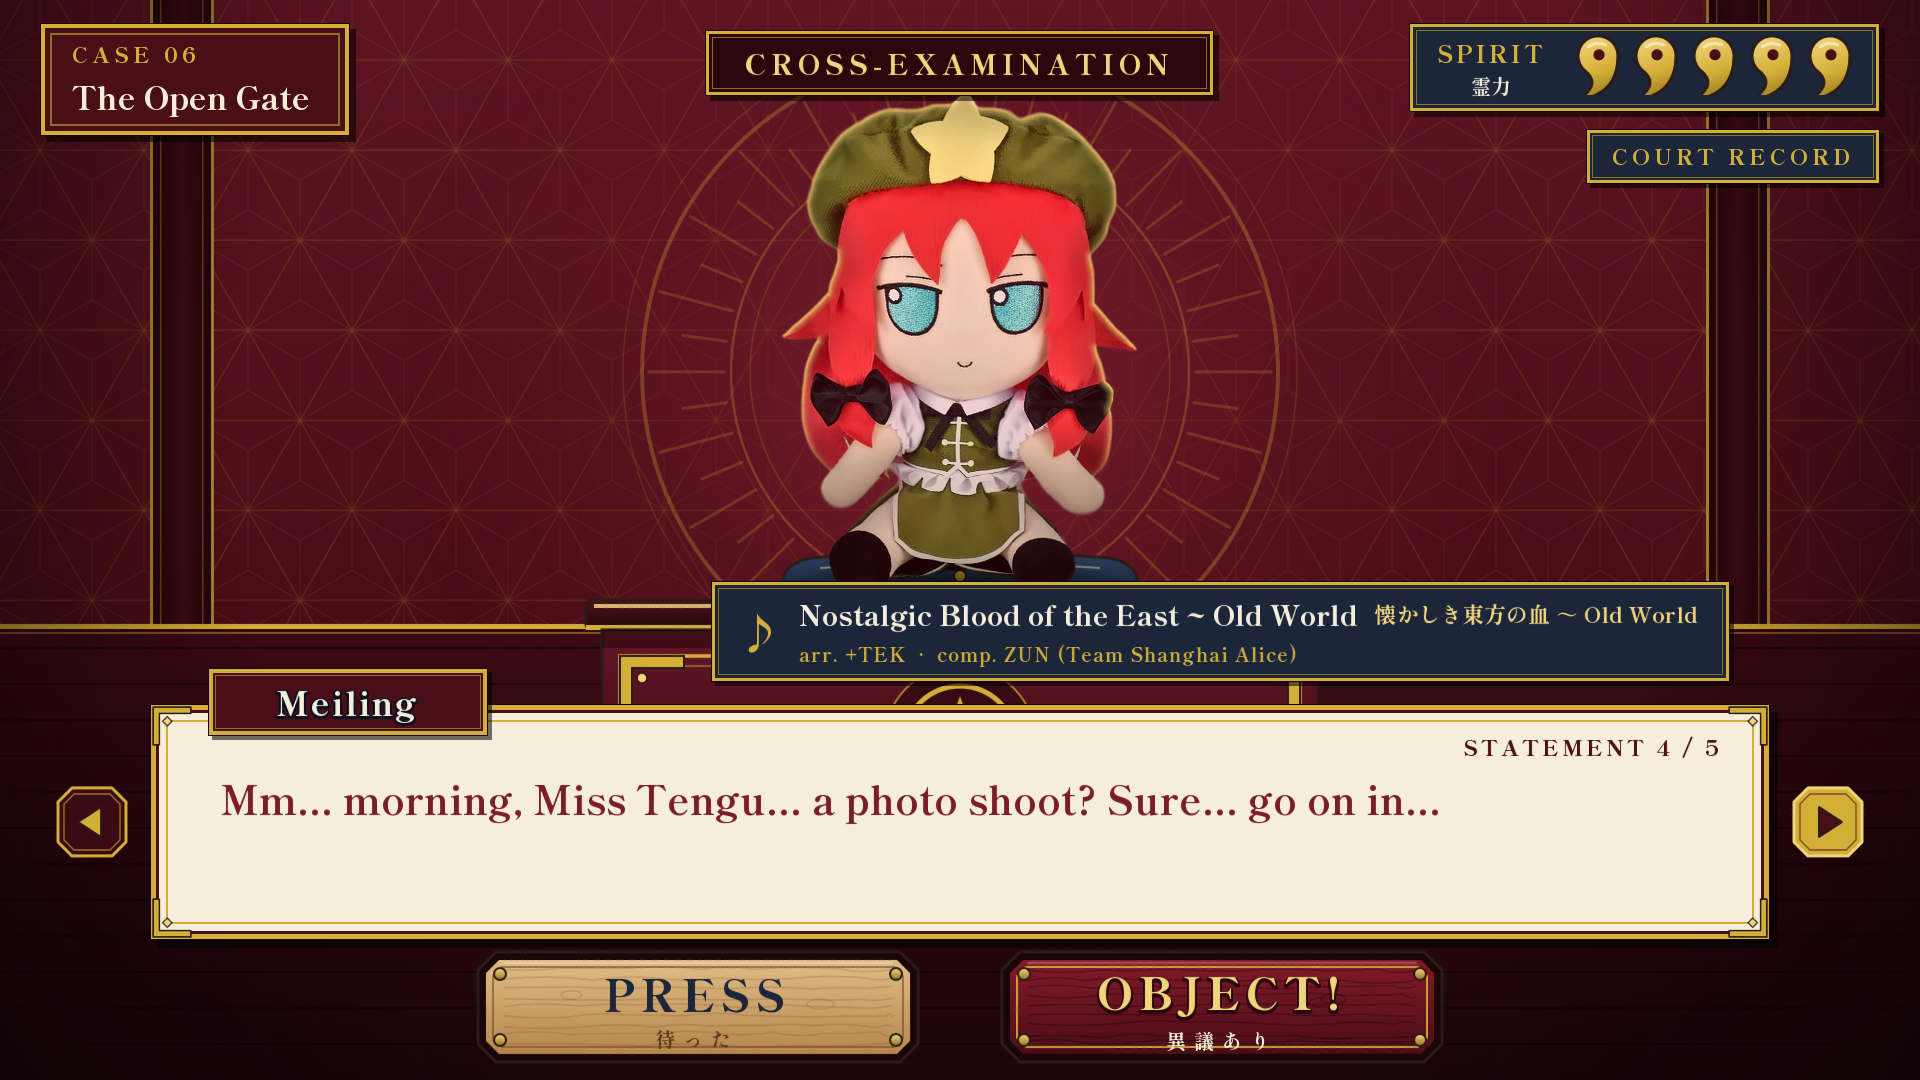 CASE 06
The Open Gate
CROSS-EXAMINATION
SPIRIT
霊力
COURT RECORD
Nostalgic Blood of the East ~ Old World 懐かしき東方の血 ～ Old World
arr. +TEK · comp. ZUN (Team Shanghai Alice)
Meiling
STATEMENT 4 / 5
Mm... morning, Miss Tengu... a photo shoot? Sure... go on in...
PRESS
待った
OBJECT!
異議あり